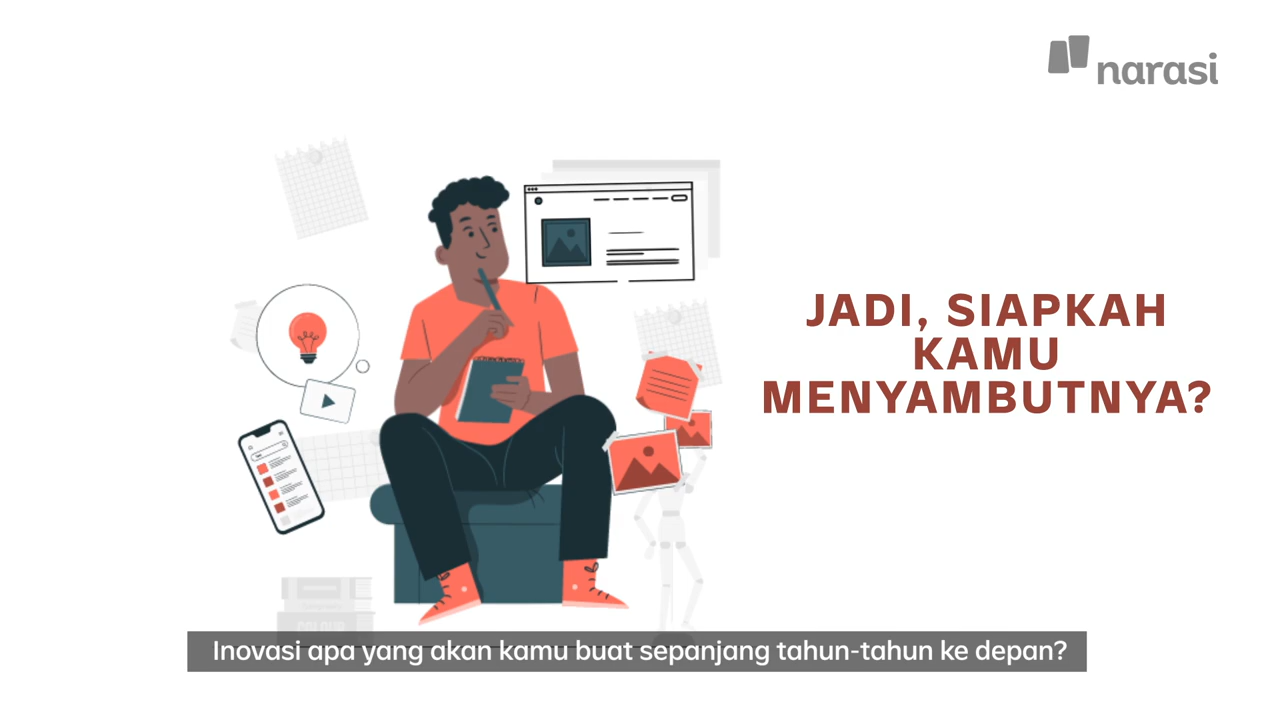 narasi
JADI, SIAPKAH
KAMU
MENYAMBUTNYA?
Inovasi apa yang akan kamu buat sepanjang tahun-tahun ke depan?